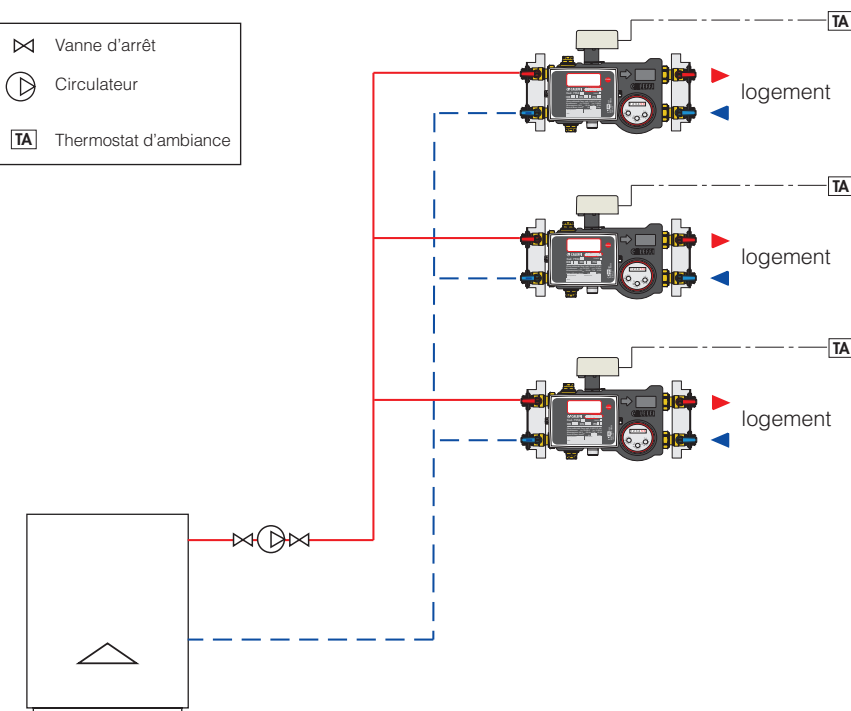 Vanne d'arrêt
Circulateur
TA Thermostat d'ambiance
TA
logement
TA
logement
TA
logement